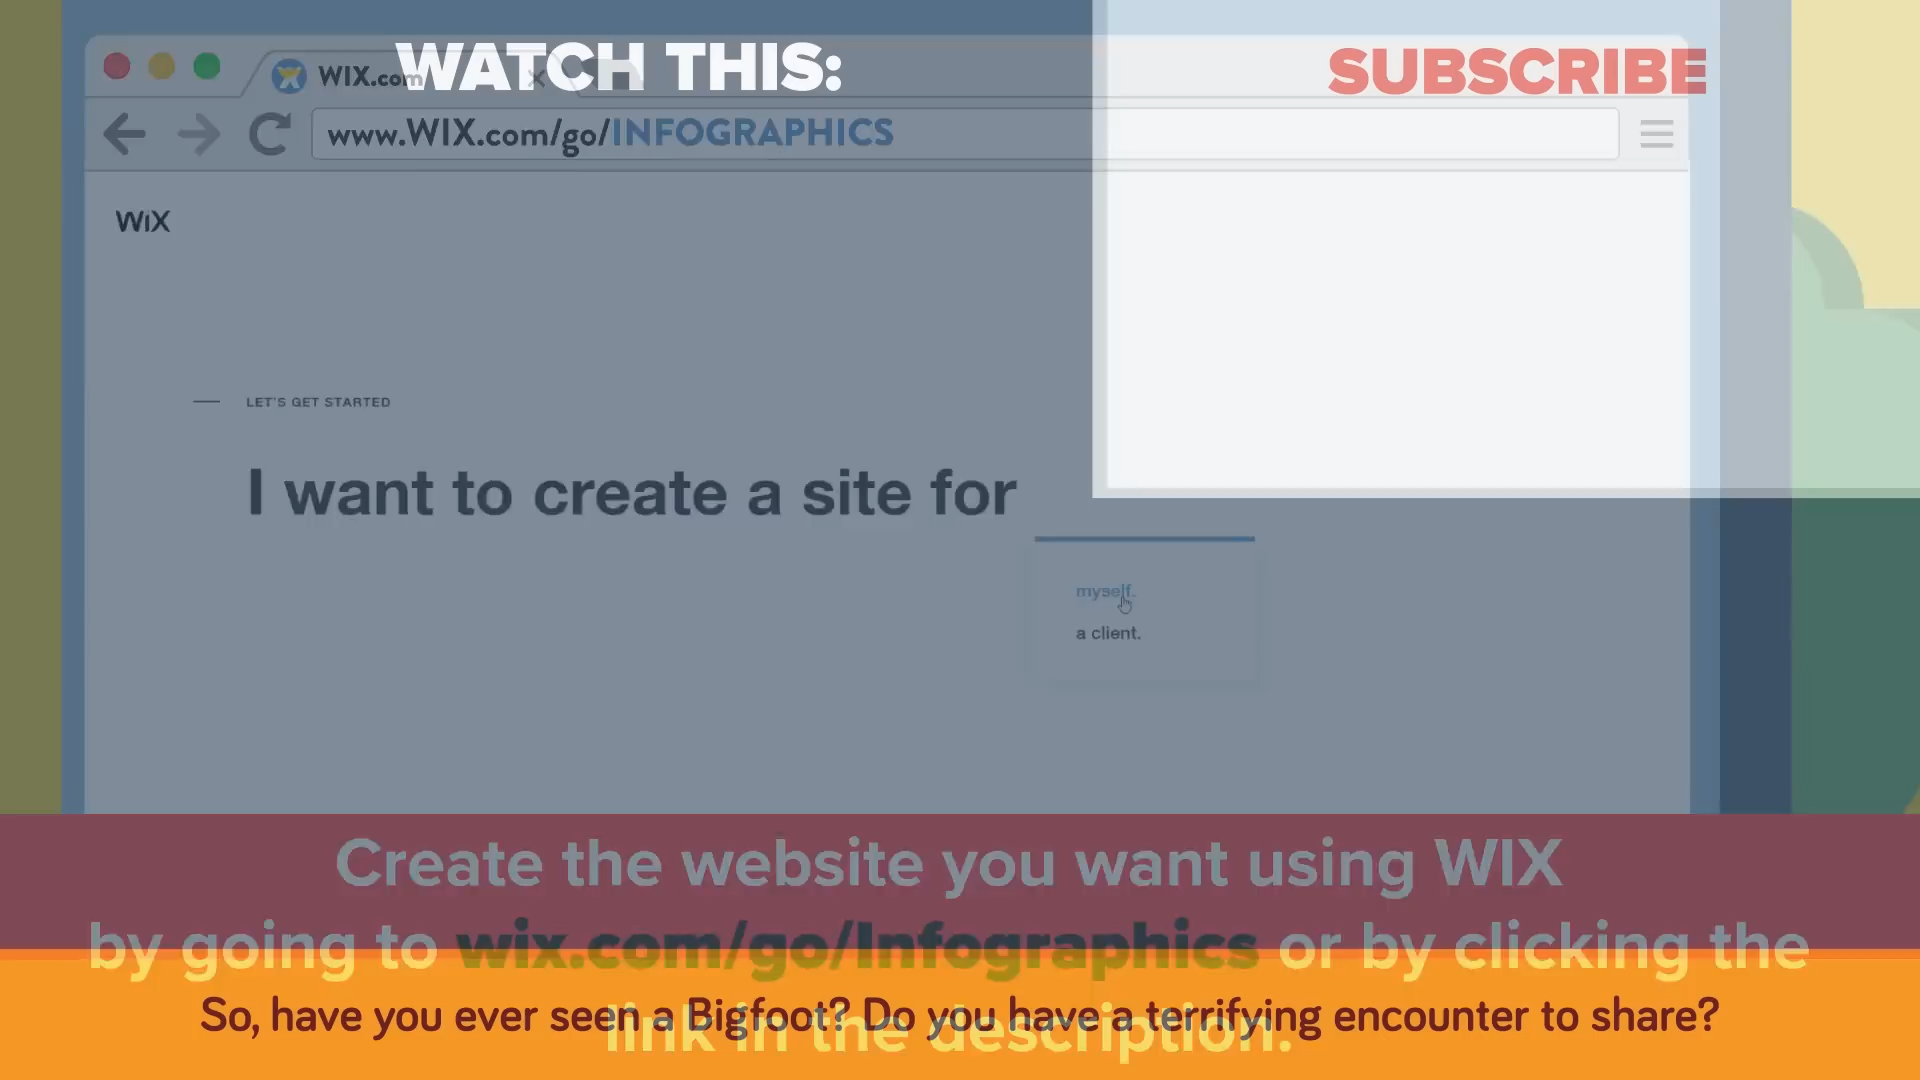 WATCH THIS:
SUBSCRIBE
WIX.com
www.WIX.com/go/INFOGRAPHICS
WiX
LET'S GET STARTED
I want to create a site for
myself.
a client.
Create the website you want using WIX
by going to wix.com/go/Infographics or by clicking the
link in the description.
So, have you ever seen a Bigfoot? Do you have a terrifying encounter to share?